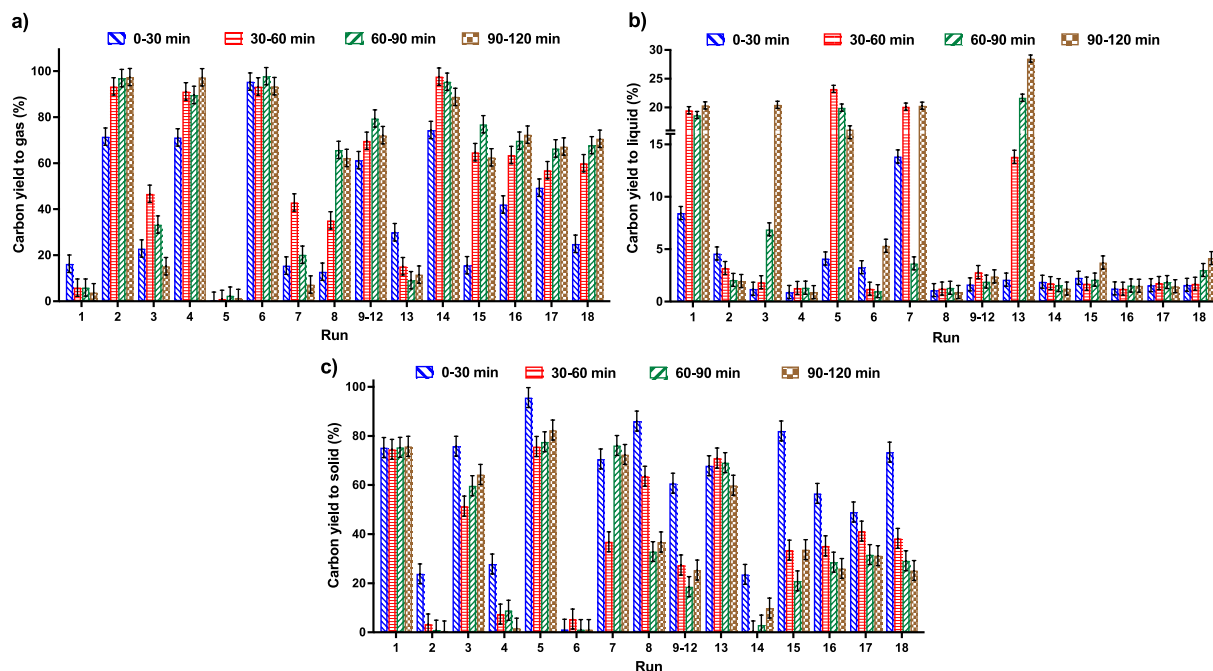 a)
0-30 min 30-60 min 60-90 min 90-120 min
Carbon yield to gas (%)
100
80
60
40
20
0
1 2 3 4 5 6 7 8 9-12 13 14 15 16 17 18
Run
b)
0-30 min 30-60 min 60-90 min 90-120 min
Carbon yield to liquid (%)
30
25
20
15
10
5
0
1 2 3 4 5 6 7 8 9-12 13 14 15 16 17 18
Run
c)
0-30 min 30-60 min 60-90 min 90-120 min
Carbon yield to solid (%)
100
80
60
40
20
0
1 2 3 4 5 6 7 8 9-12 13 14 15 16 17 18
Run